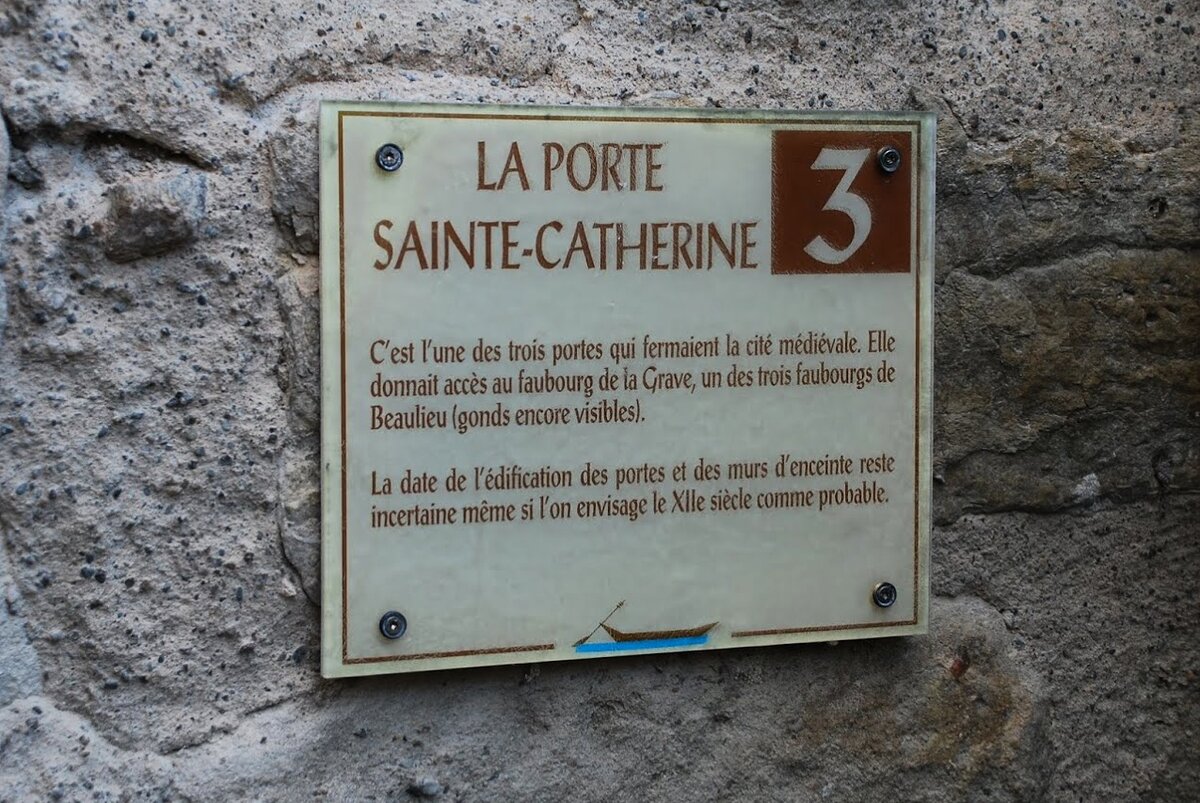 LA PORTE
SAINTE-CATHERINE
3
C'est l'une des trois portes qui fermaient la cité médiévale. Elle
donnait accès au faubourg de la Grave, un des trois faubourgs de
Beaulieu (gonds encore visibles).
La date de l'édification des portes et des murs d'enceinte reste
incertaine même si l'on envisage le XIIe siècle comme probable.